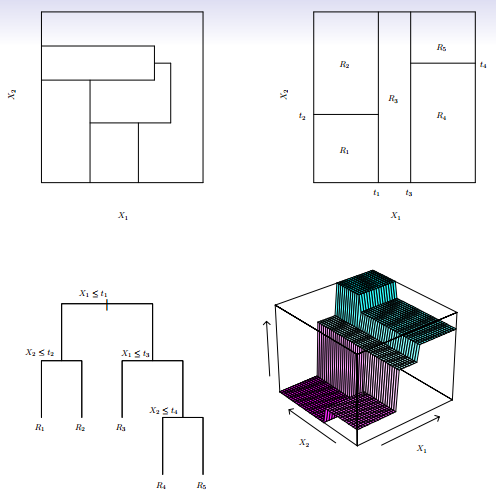 X₂
X₁
R₂
R₅
t₄
X₂
R₃
t₂
R₄
R₁
t₁
t₃
X₁
X₁ ≤ t₁
X₂ ≤ t₂
X₁ ≤ t₃
X₂ ≤ t₄
R₁
R₂
R₃
R₄
R₅
X₂
X₁